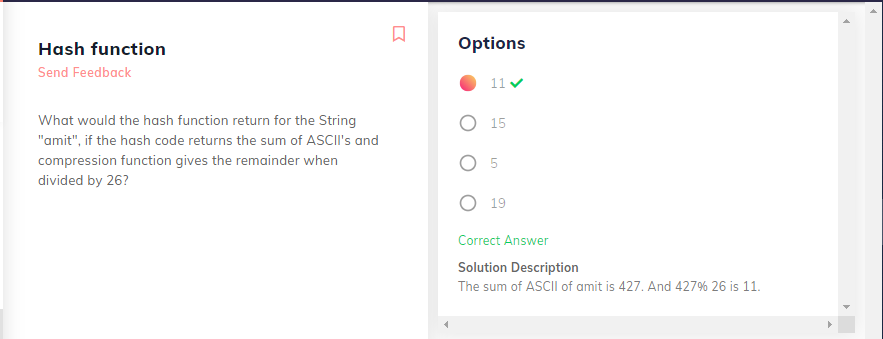 Hash function
Send Feedback
What would the hash function return for the String
"amit", if the hash code returns the sum of ASCII's and
compression function gives the remainder when
divided by 26?
Options
11
15
5
19
Correct Answer
Solution Description
The sum of ASCII of amit is 427. And 427% 26 is 11.